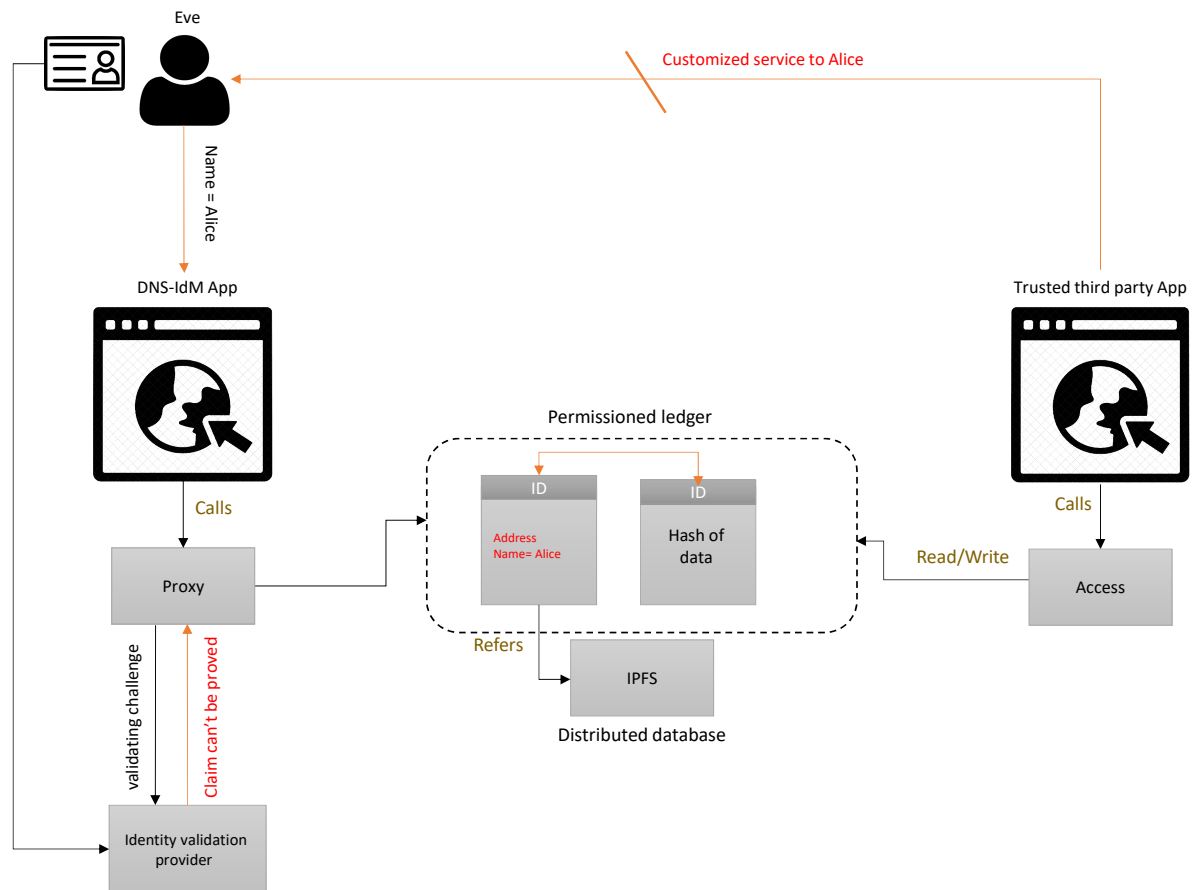 Eve
Customized service to Alice
Name = Alice
DNS-IdM App
Trusted third party App
Permissioned ledger
ID
ID
Address
Name= Alice
Hash of
data
Calls
Calls
Proxy
Read/Write
Access
Refers
IPFS
Distributed database
validating challenge
Claim can't be proved
Identity validation
provider